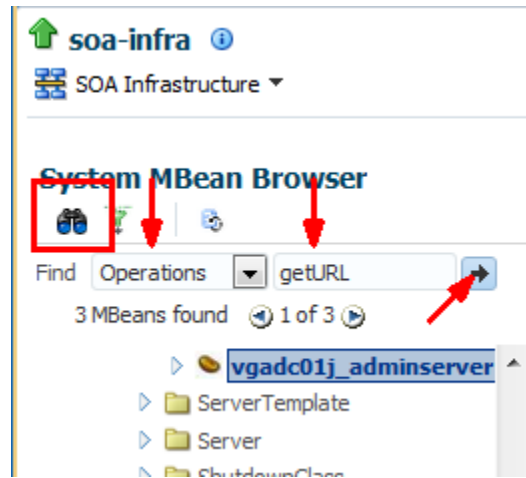 soa-infra
SOA Infrastructure
System MBean Browser
Find Operations getURL
3 MBeans found 1 of 3
vgadc01j_adminserver
ServerTemplate
Server
ShutdownClass